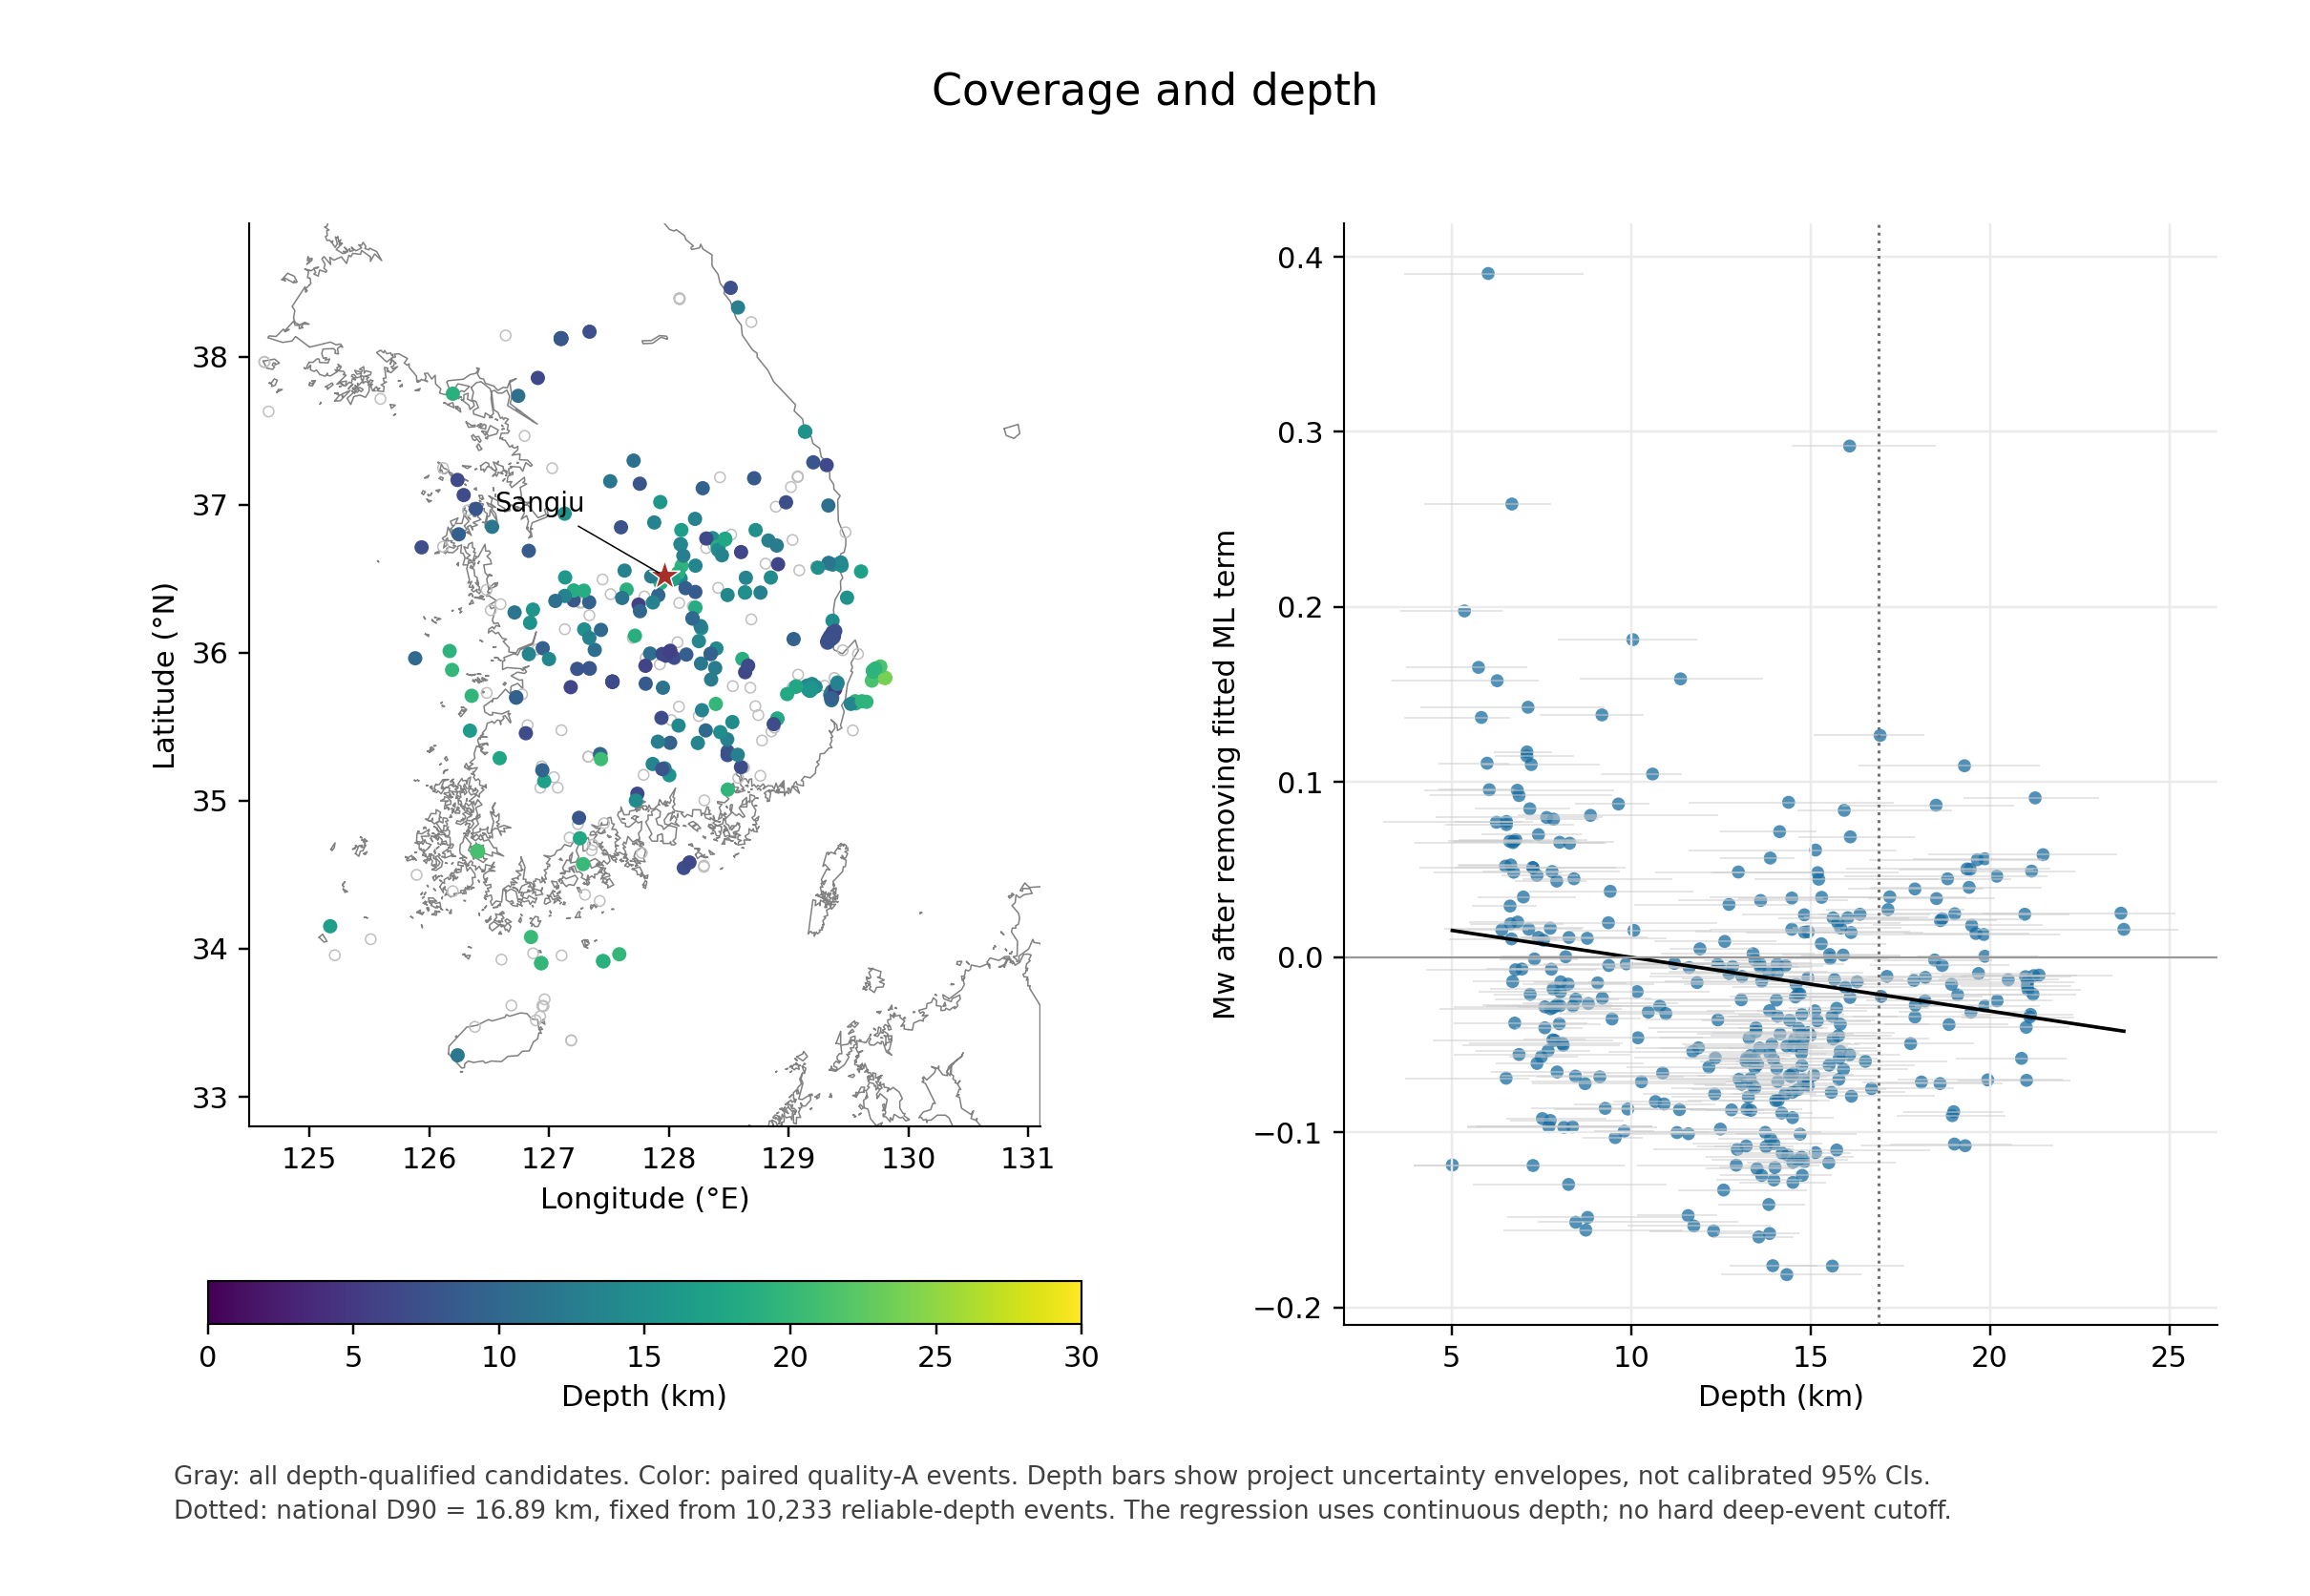 Coverage and depth
38
37
36
35
34
33
Latitude (°N)
Sangju
125 126 127 128 129 130 131
Longitude (°E)
0 5 10 15 20 25 30
Depth (km)
0.4
0.3
0.2
0.1
0.0
−0.1
−0.2
Mw after removing fitted ML term
5 10 15 20 25
Depth (km)
Gray: all depth-qualified candidates. Color: paired quality-A events. Depth bars show project uncertainty envelopes, not calibrated 95% CIs.
Dotted: national D90 = 16.89 km, fixed from 10,233 reliable-depth events. The regression uses continuous depth; no hard deep-event cutoff.